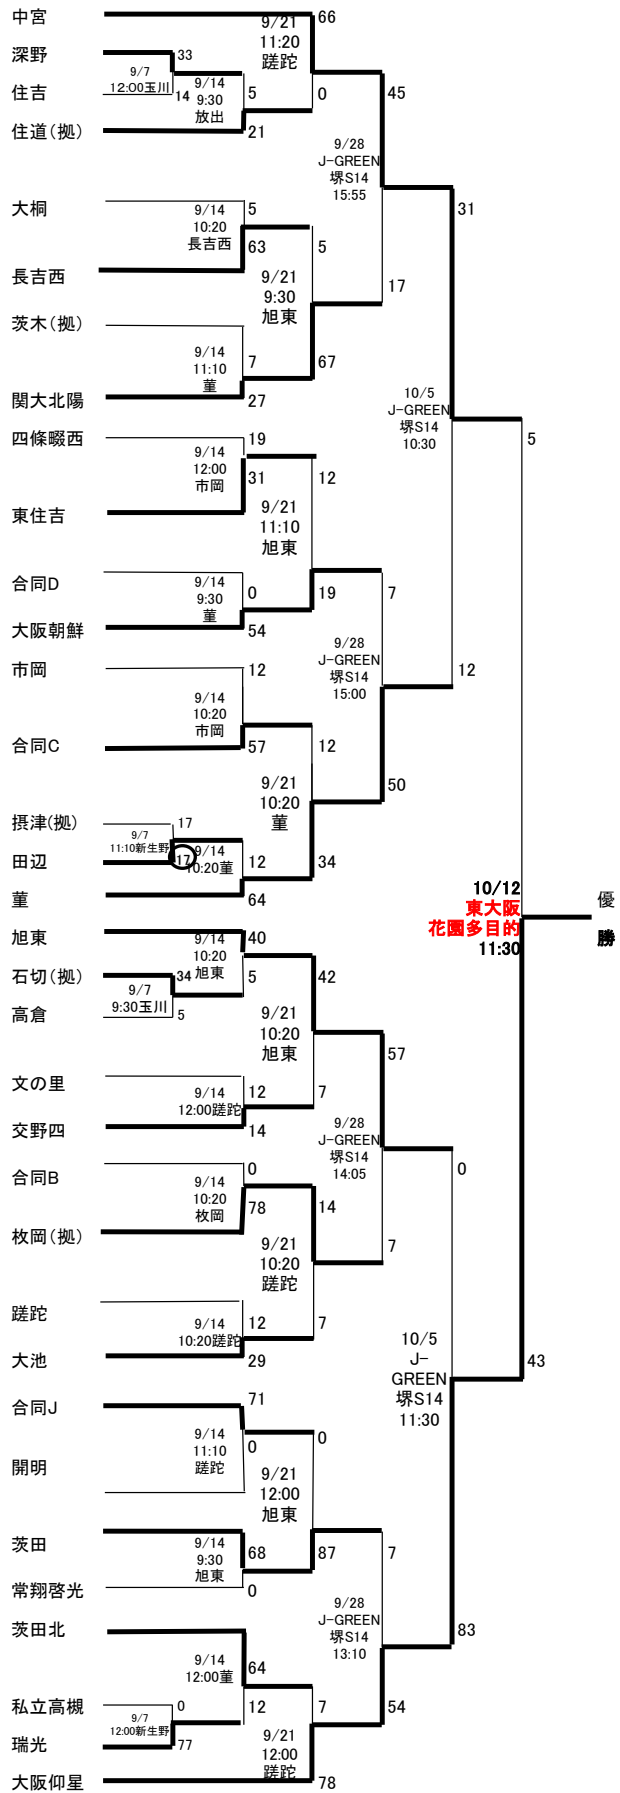 中宮
66
9/21
11:20
蹉跎
深野
33
9/7
12:00玉川
住吉
14
9/14
9:30
放出
5
0
45
住道(拠)
21
9/28
J-GREEN
堺S14
15:55
大桐
5
9/14
10:20
長吉西
31
63
5
長吉西
9/21
9:30
旭東
17
茨木(拠)
9/14
11:10
菫
7
67
関大北陽
27
10/5
J-GREEN
堺S14
10:30
四條畷西
19
9/14
12:00
市岡
5
31
12
東住吉
9/21
11:10
旭東
合同D
9/14
9:30
菫
0
19
7
大阪朝鮮
54
9/28
J-GREEN
堺S14
15:00
市岡
12
12
9/14
10:20
市岡
合同C
57
12
9/21
10:20
菫
50
摂津(拠)
17
9/7
11:10新生野
田辺
17
9/14
10:20菫
12
34
菫
64
10/12
東大阪
花園多目的
11:30
優
勝
旭東
40
9/14
10:20
旭東
石切(拠)
34
5
42
9/7
9:30玉川
高倉
5
9/21
10:20
旭東
57
文の里
9/14
12:00蹉跎
12
7
交野四
14
9/28
J-GREEN
堺S14
14:05
合同B
0
0
9/14
10:20
枚岡
78
14
枚岡(拠)
9/21
10:20
蹉跎
7
蹉跎
9/14
10:20蹉跎
12
7
大池
29
10/5
J-
GREEN
堺S14
11:30
43
合同J
71
9/14
11:10
蹉跎
0
0
開明
9/21
12:00
旭東
茨田
9/14
9:30
旭東
68
87
7
常翔啓光
0
9/28
J-GREEN
堺S14
13:10
茨田北
83
9/14
12:00菫
64
私立高槻
0
9/7
12:00新生野
12
7
54
瑞光
77
9/21
12:00
蹉跎
大阪仰星
78